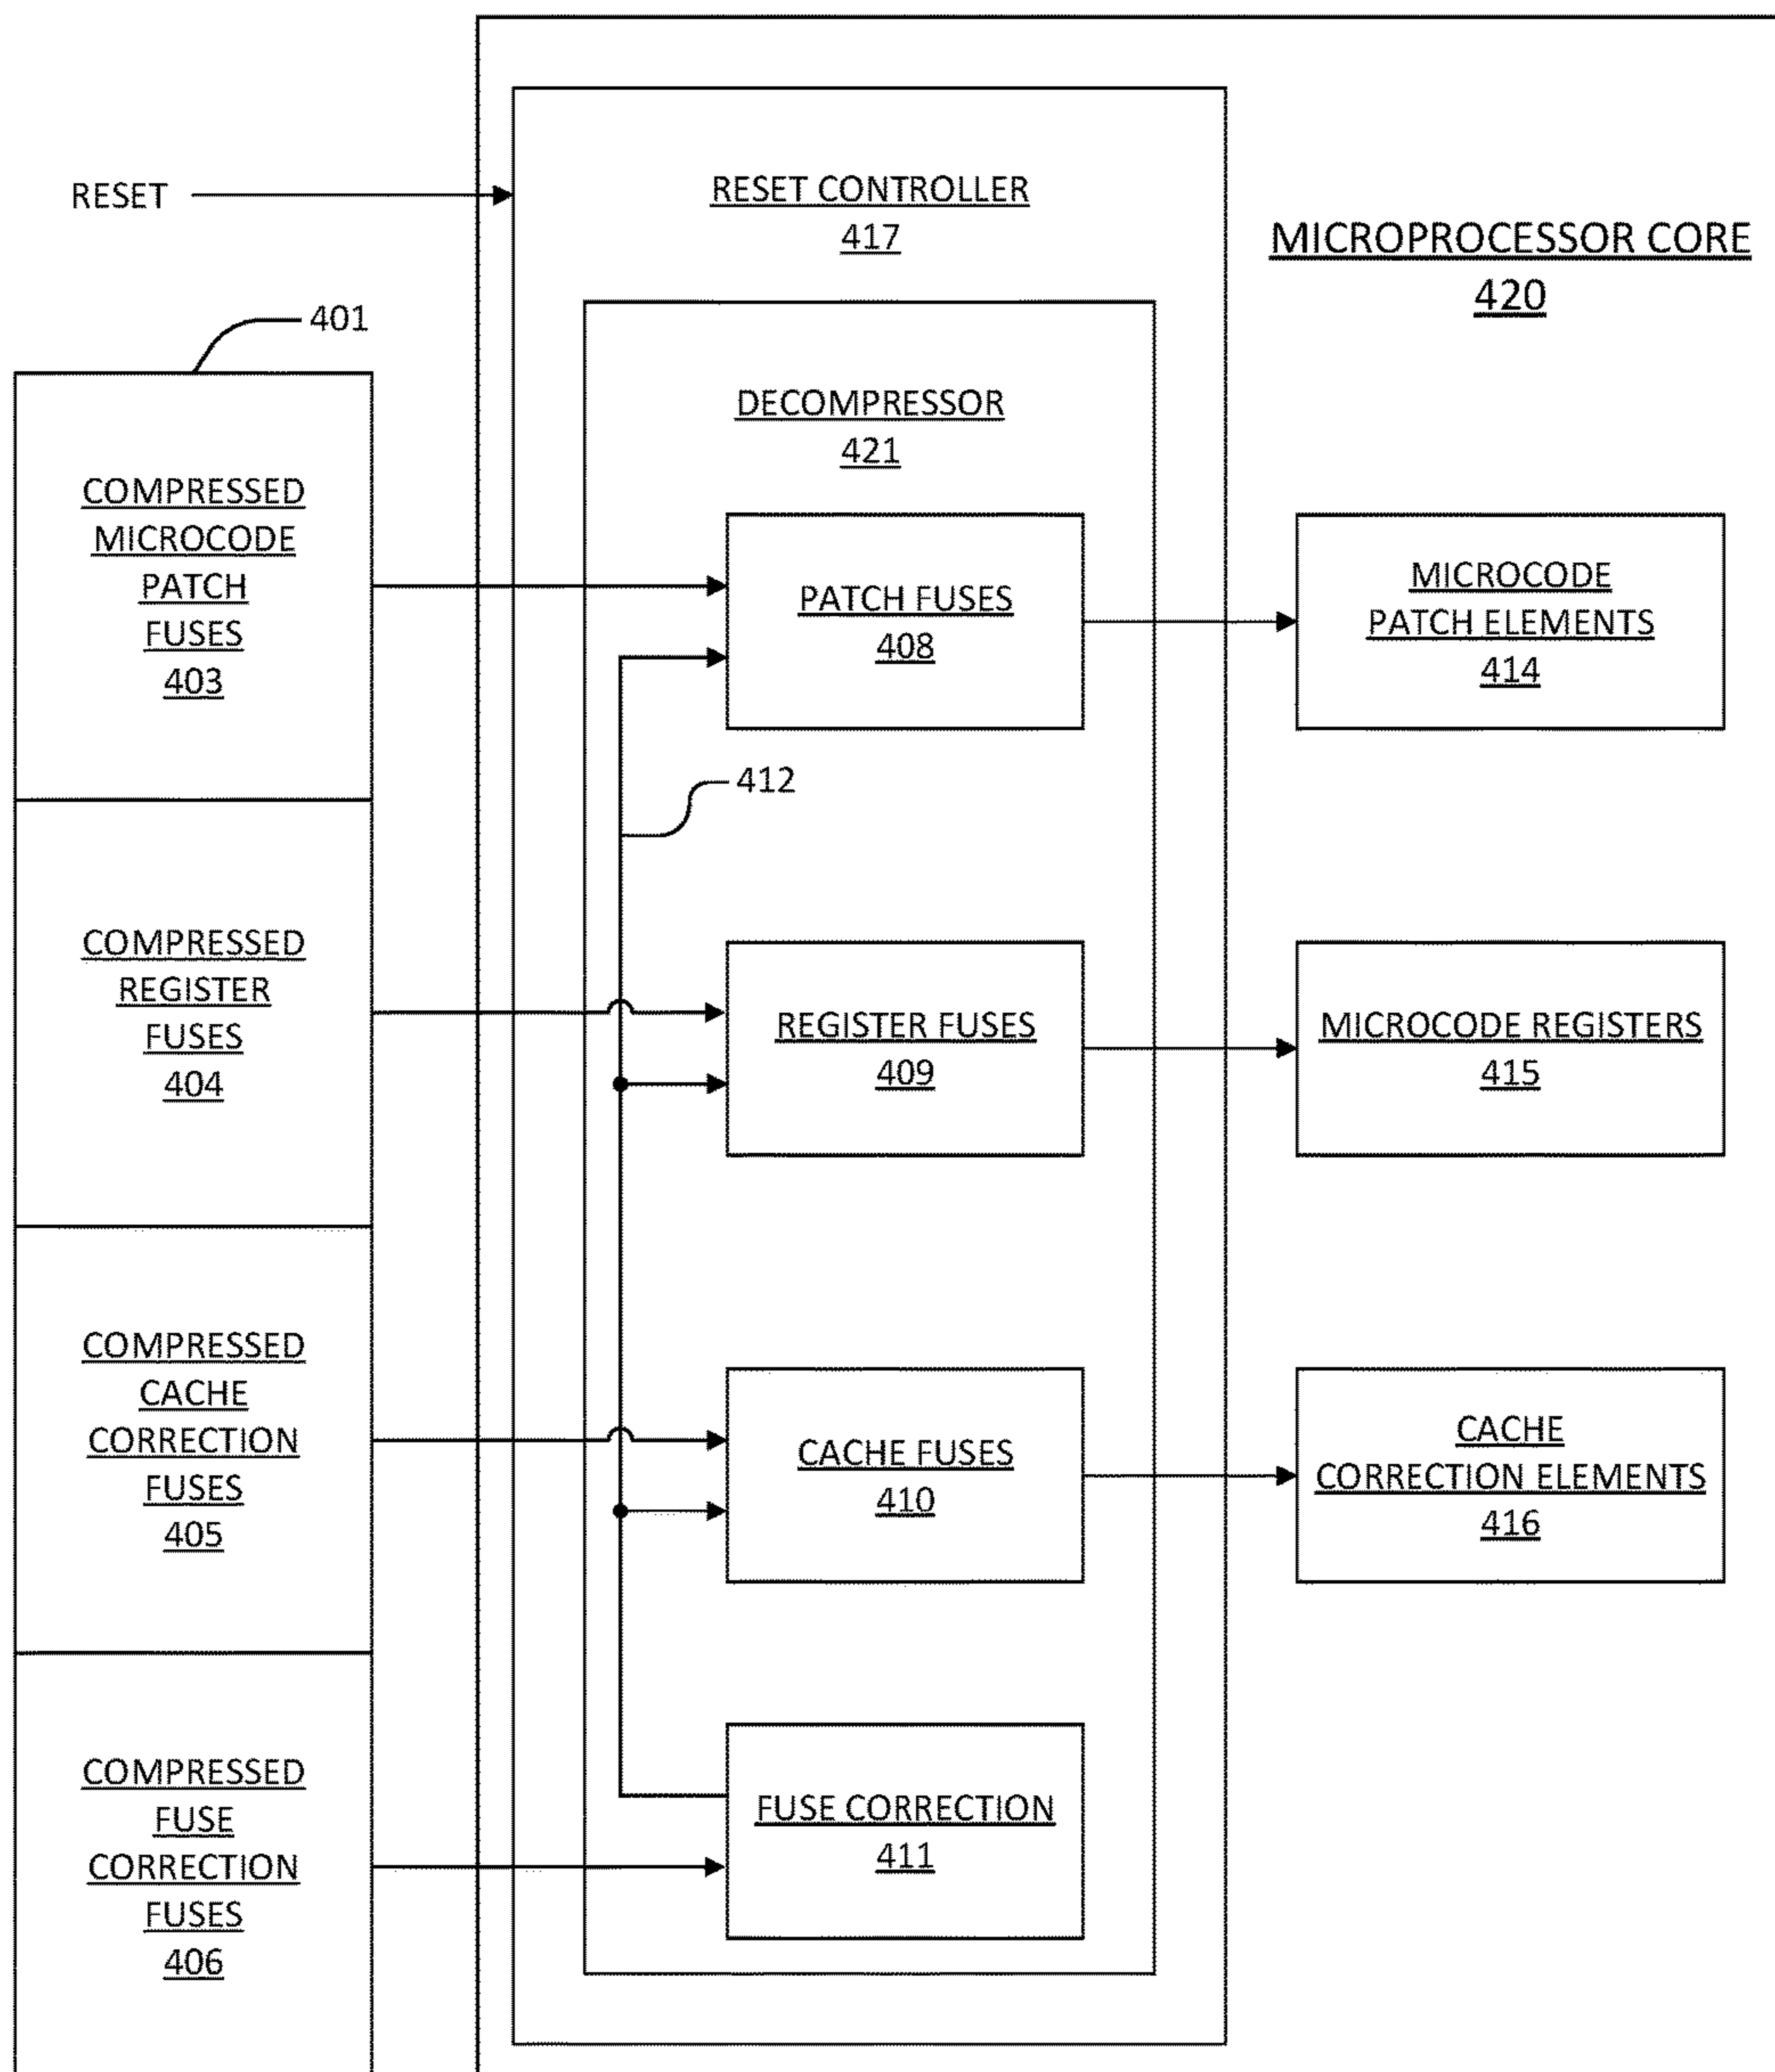 RESET
RESET CONTROLLER
417
MICROPROCESSOR CORE
420
401
DECOMPRESSOR
421
COMPRESSED
MICROCODE
PATCH
FUSES
403
PATCH FUSES
408
MICROCODE
PATCH ELEMENTS
414
412
COMPRESSED
REGISTER
FUSES
404
REGISTER FUSES
409
MICROCODE REGISTERS
415
COMPRESSED
CACHE
CORRECTION
FUSES
405
CACHE FUSES
410
CACHE
CORRECTION ELEMENTS
416
COMPRESSED
FUSE
CORRECTION
FUSES
406
FUSE CORRECTION
411